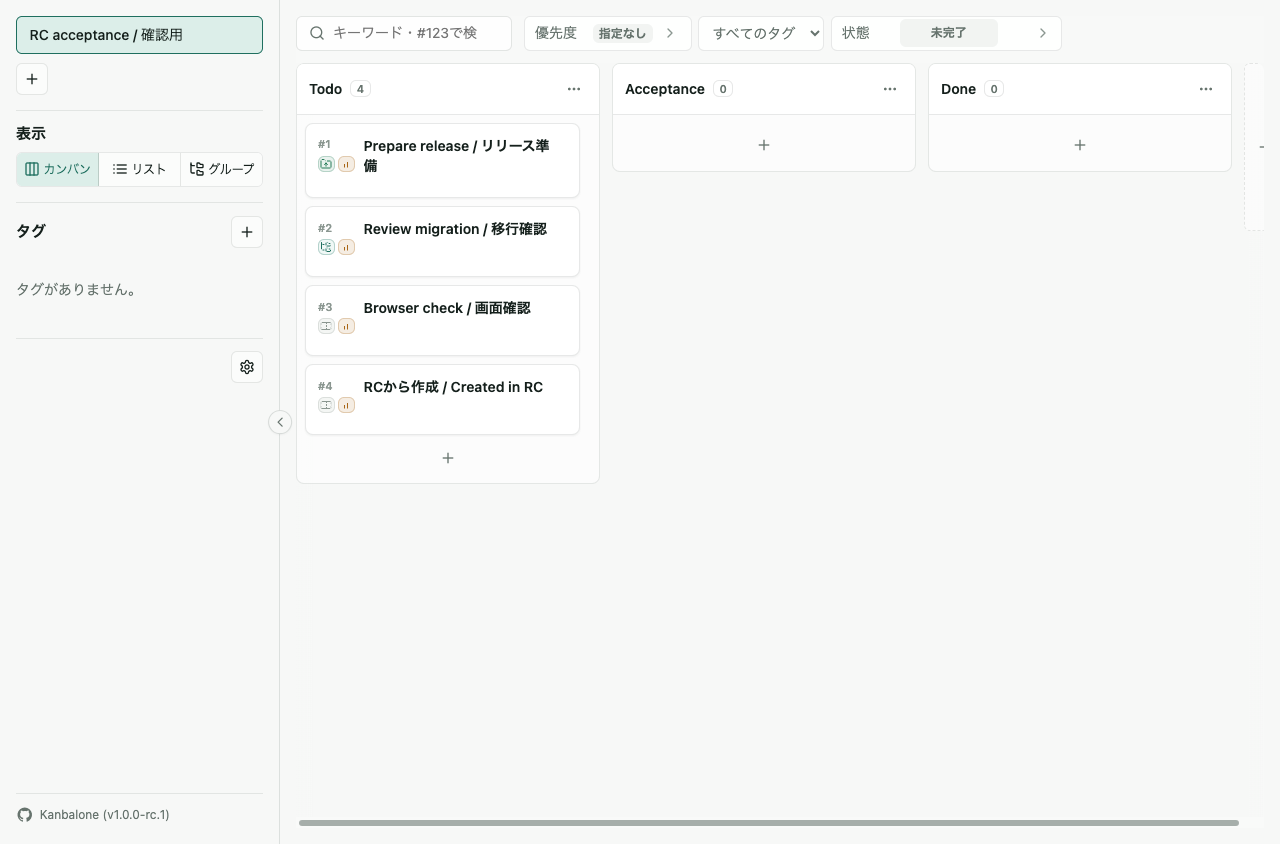 RC acceptance / 確認用
表示
カンバン
リスト
グループ
タグ
タグがありません。
Kanbalone (v1.0.0-rc.1)
キーワード・#123で検
優先度
指定なし
すべてのタグ
状態
未完了
Todo 4
#1 Prepare release / リリース準
備
#2 Review migration / 移行確認
#3 Browser check / 画面確認
#4 RCから作成 / Created in RC
Acceptance 0
Done 0